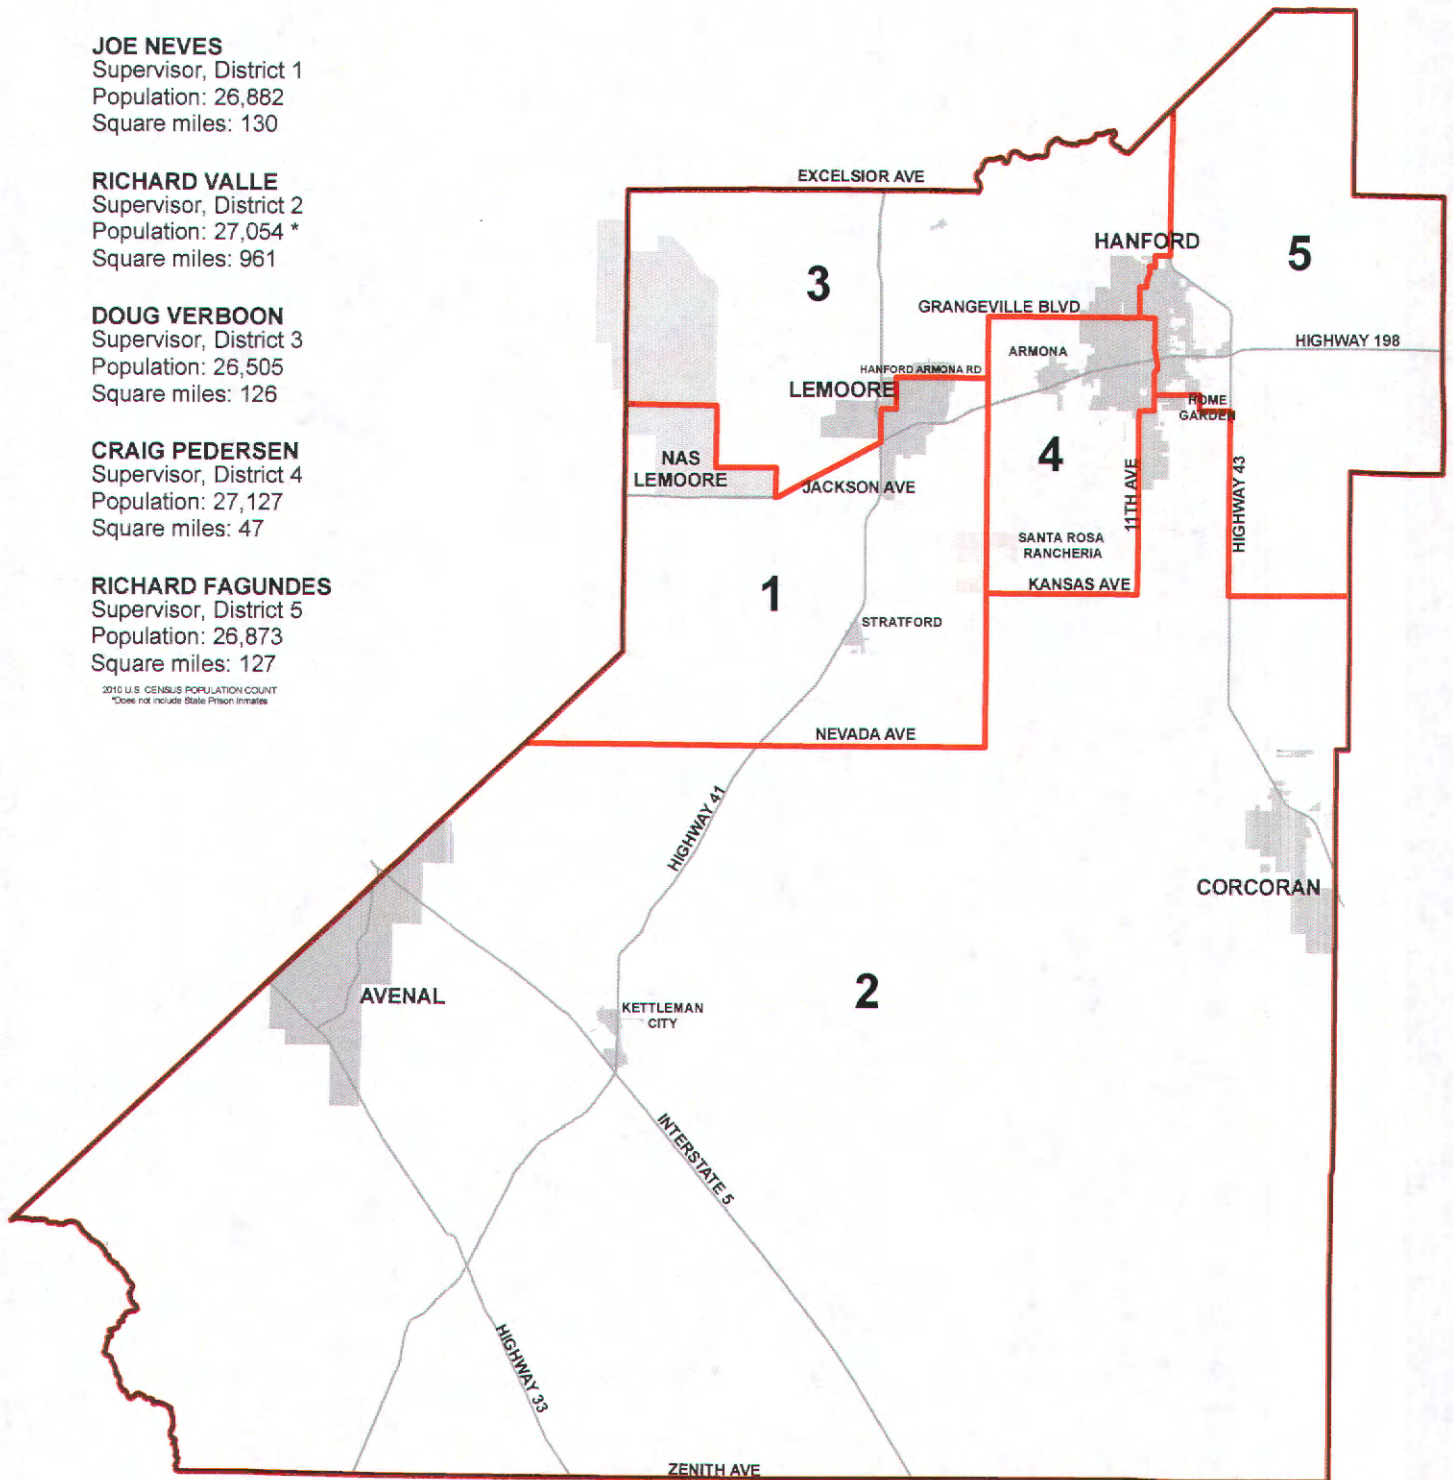 JOE NEVES
Supervisor, District 1
Population: 26,882
Square miles: 130
RICHARD VALLE
Supervisor, District 2
Population: 27,054 *
Square miles: 961
DOUG VERBOON
Supervisor, District 3
Population: 26,505
Square miles: 126
CRAIG PEDERSEN
Supervisor, District 4
Population: 27,127
Square miles: 47
RICHARD FAGUNDES
Supervisor, District 5
Population: 26,873
Square miles: 127
2010 U.S. CENSUS POPULATION COUNT
*Does not include State Prison Inmates
EXCELSIOR AVE
HANFORD
5
3
GRANGEVILLE BLVD
HIGHWAY 198
ARMONA
HANFORD ARMONA RD
LEMOORE
HOME
GARDEN
4
NAS
LEMOORE
JACKSON AVE
11TH AVE
HIGHWAY 43
SANTA ROSA
RANCHERIA
KANSAS AVE
1
STRATFORD
NEVADA AVE
HIGHWAY 41
CORCORAN
2
AVENAL
KETTLEMAN
CITY
INTERSTATE 5
HIGHWAY 33
ZENITH AVE